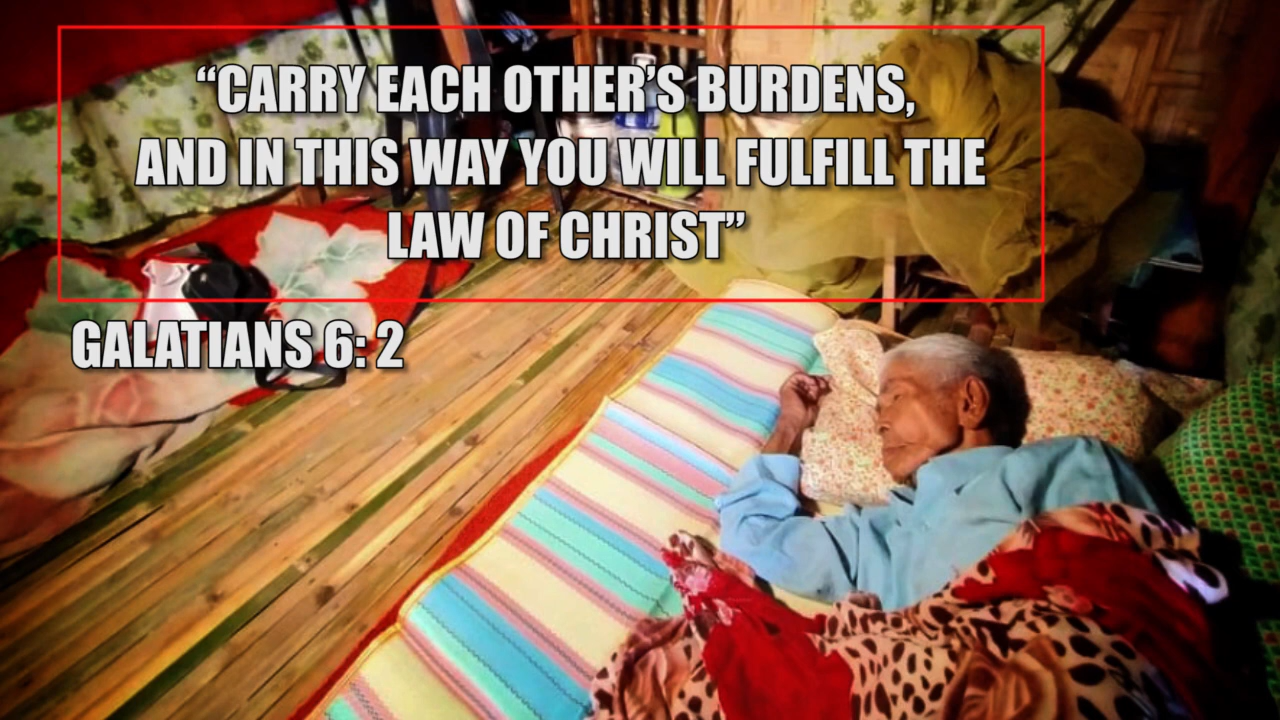 “CARRY EACH OTHER’S BURDENS,
AND IN THIS WAY YOU WILL FULFILL THE
LAW OF CHRIST”
GALATIANS 6: 2